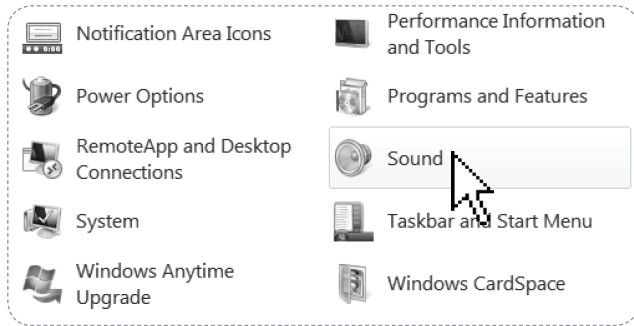 Notification Area Icons
Performance Information
and Tools
Power Options
Programs and Features
RemoteApp and Desktop
Connections
Sound
System
Taskbar and Start Menu
Windows Anytime
Upgrade
Windows CardSpace